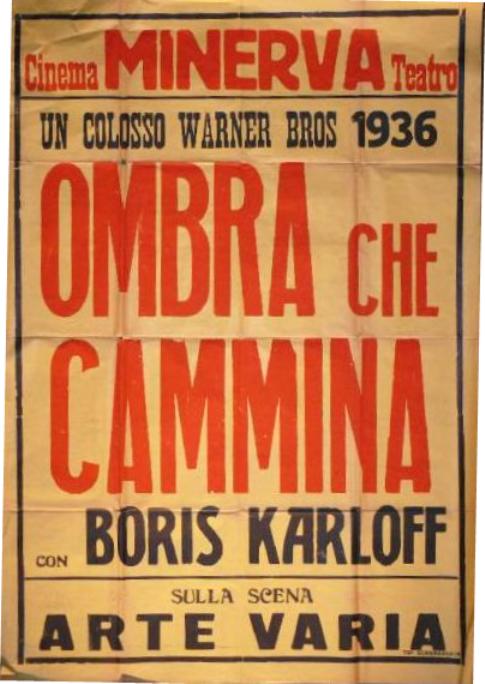 Cinema MINERVA Teatro
UN COLOSSO WARNER BROS 1936
OMBRA CHE
CAMMINA
CON BORIS KARLOFF
SULLA SCENA
ARTE VARIA